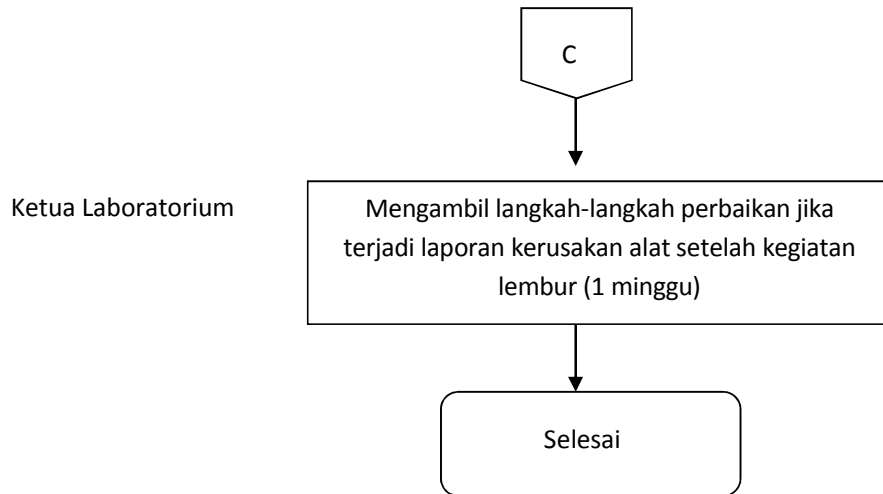 C
Ketua Laboratorium
Mengambil langkah-langkah perbaikan jika
terjadi laporan kerusakan alat setelah kegiatan
lembur (1 minggu)
Selesai